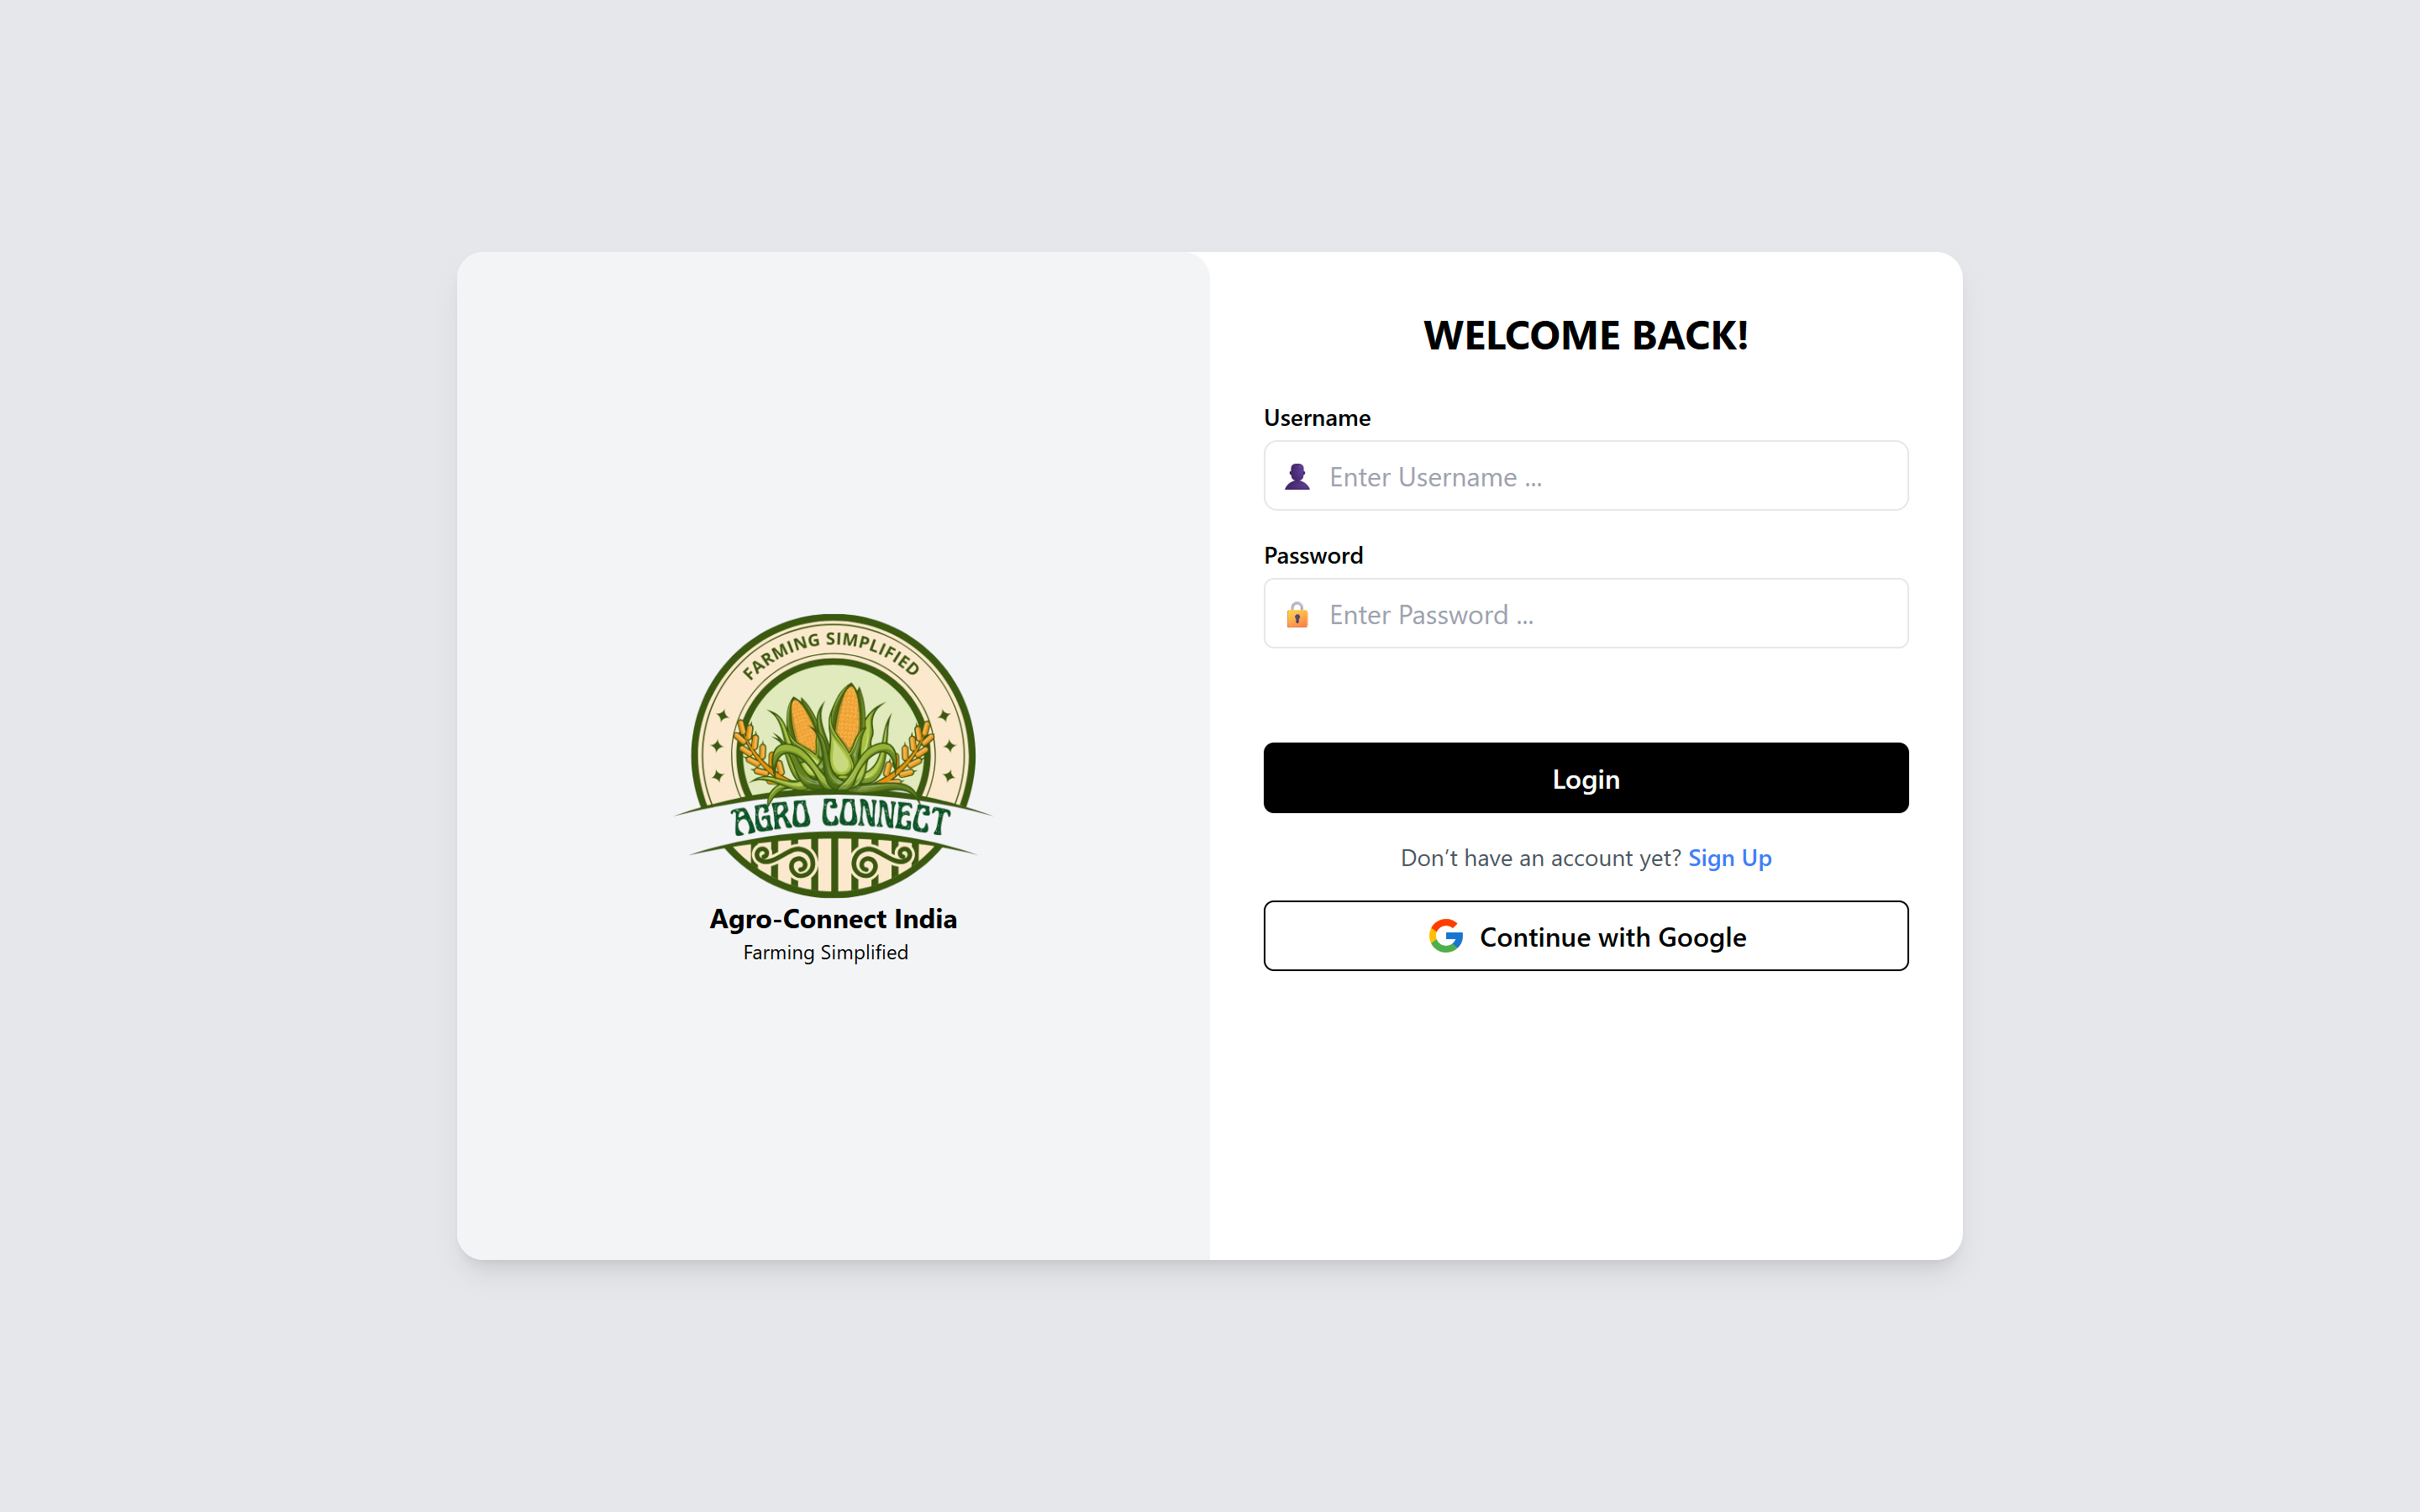 FARMING SIMPLIFIED
AGRO CONNECT
Agro-Connect India
Farming Simplified
WELCOME BACK!
Username
Enter Username ...
Password
Enter Password ...
Login
Don’t have an account yet? Sign Up
Continue with Google